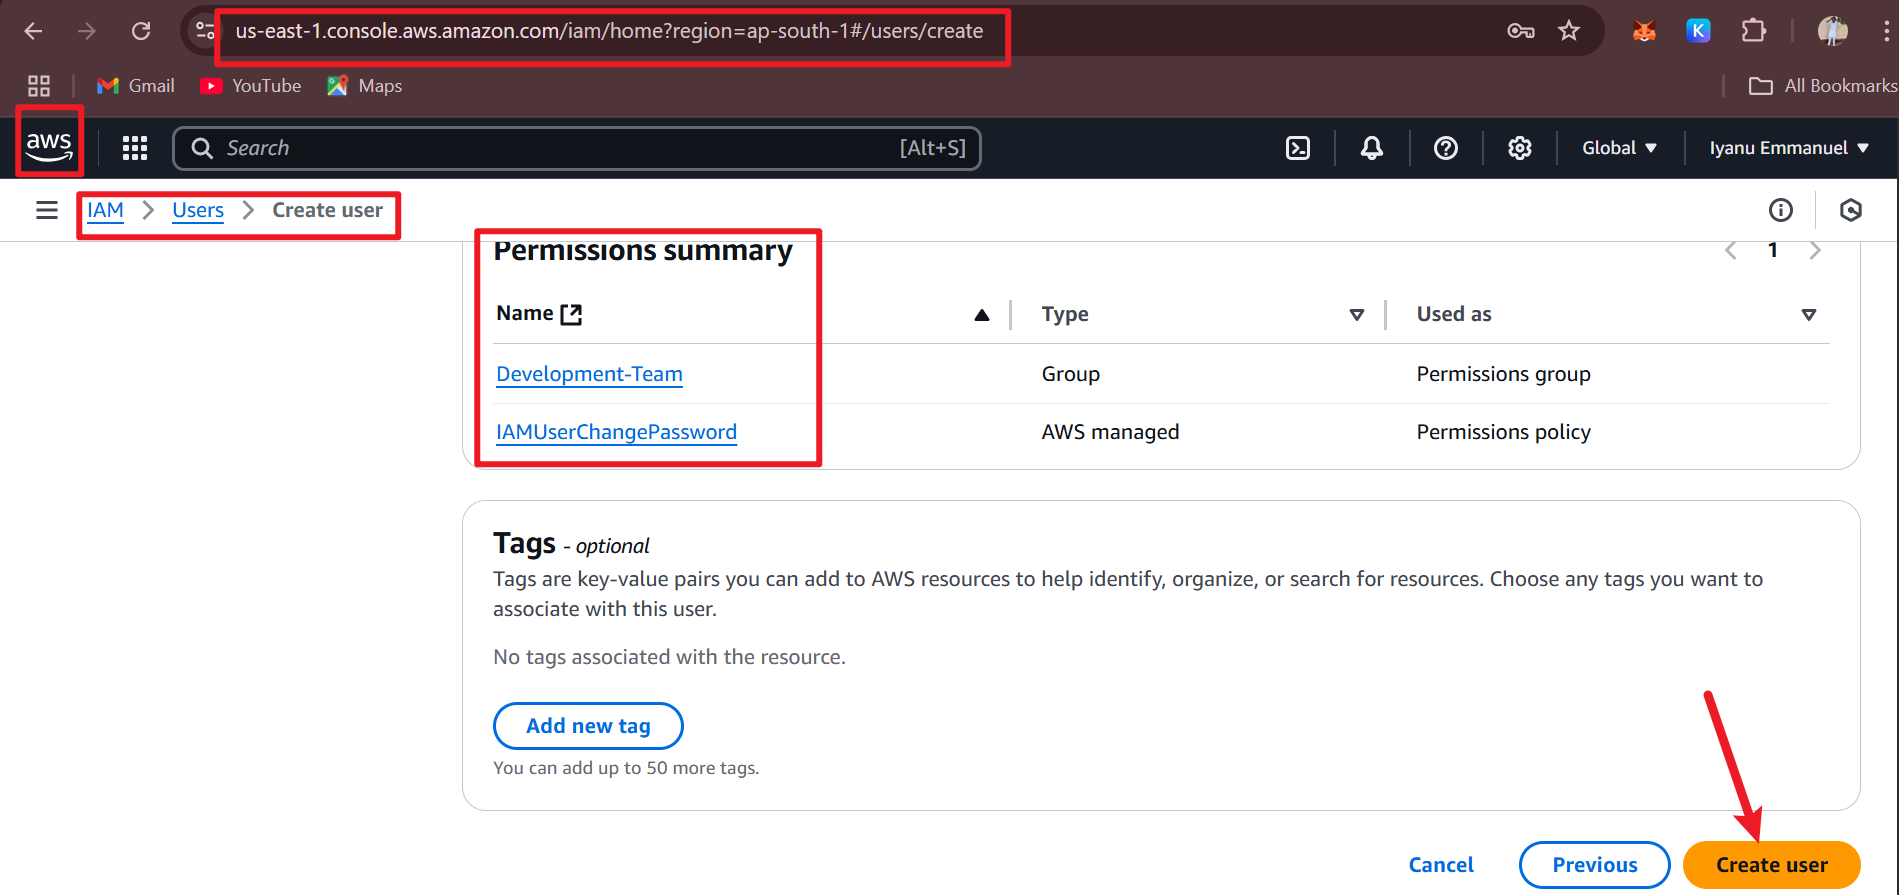 us-east-1.console.aws.amazon.com/iam/home?region=ap-south-1#/users/create
K
Gmail YouTube Maps All Bookmarks
aws Search [Alt+S] Global Iyanu Emmanuel
IAM > Users > Create user
Permissions summary 1
Name Type Used as
Development-Team Group Permissions group
IAMUserChangePassword AWS managed Permissions policy
Tags - optional
Tags are key-value pairs you can add to AWS resources to help identify, organize, or search for resources. Choose any tags you want to
associate with this user.
No tags associated with the resource.
Add new tag
You can add up to 50 more tags.
Cancel Previous Create user